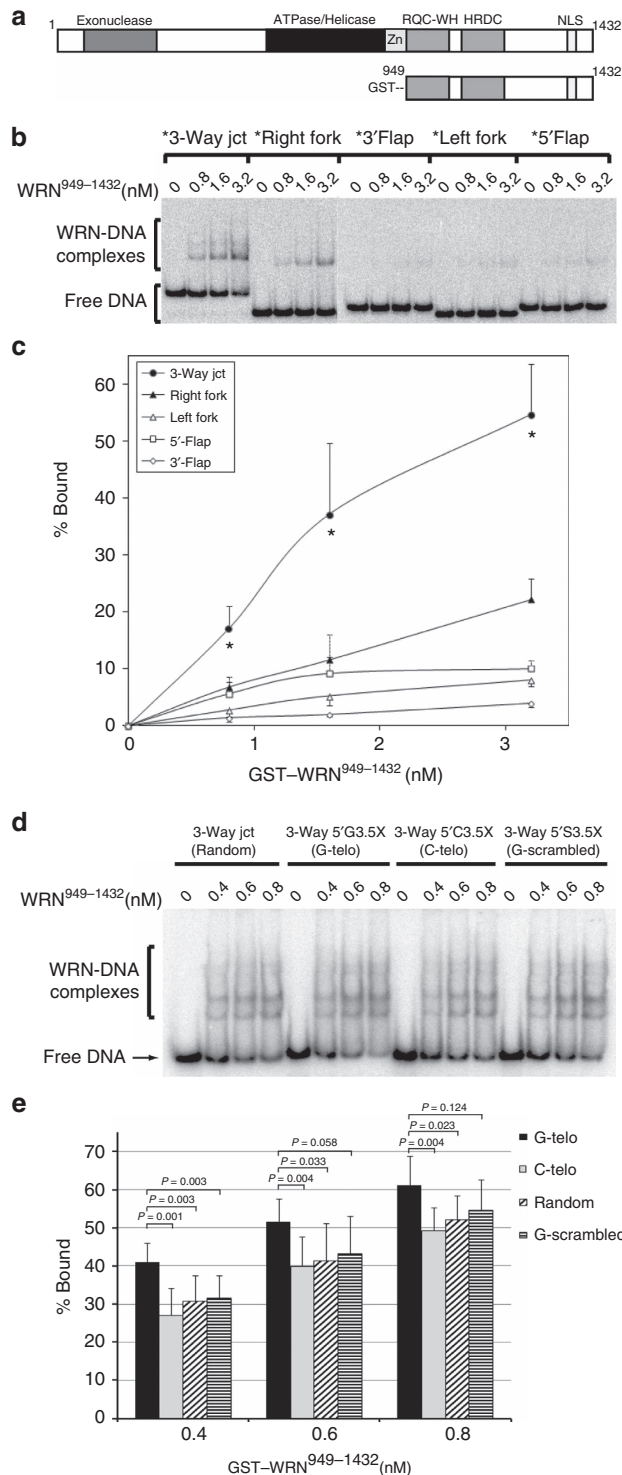 a
Exonuclease ATPase/Helicase RQC-WH HRDC NLS
1 Zn 1432
949 1432
GST--
b
*3-Way jct *Right fork *3′Flap *Left fork *5′Flap
WRN949–1432(nM) 0 0.8 1.6 3.2 0 0.8 1.6 3.2 0 0.8 1.6 3.2 0 0.8 1.6 3.2 0 0.8 1.6 3.2
WRN-DNA
complexes
Free DNA
c
60
50
40
30
20
10
0
% Bound
3-Way jct
Right fork
Left fork
5′-Flap
3′-Flap
* * *
0 1 2 3
GST–WRN949–1432 (nM)
d
3-Way jct 3-Way 5′G3.5X 3-Way 5′C3.5X 3-Way 5′S3.5X
(Random) (G-telo) (C-telo) (G-scrambled)
WRN949–1432(nM) 0 0.4 0.6 0.8 0 0.4 0.6 0.8 0 0.4 0.6 0.8 0 0.4 0.6 0.8
WRN-DNA
complexes
Free DNA
e
70
60
50
40
30
20
10
0
% Bound
P = 0.003
P = 0.003
P = 0.001
P = 0.058
P = 0.033
P = 0.004
P = 0.124
P = 0.023
P = 0.004
G-telo
C-telo
Random
G-scrambled
0.4 0.6 0.8
GST–WRN949–1432(nM)